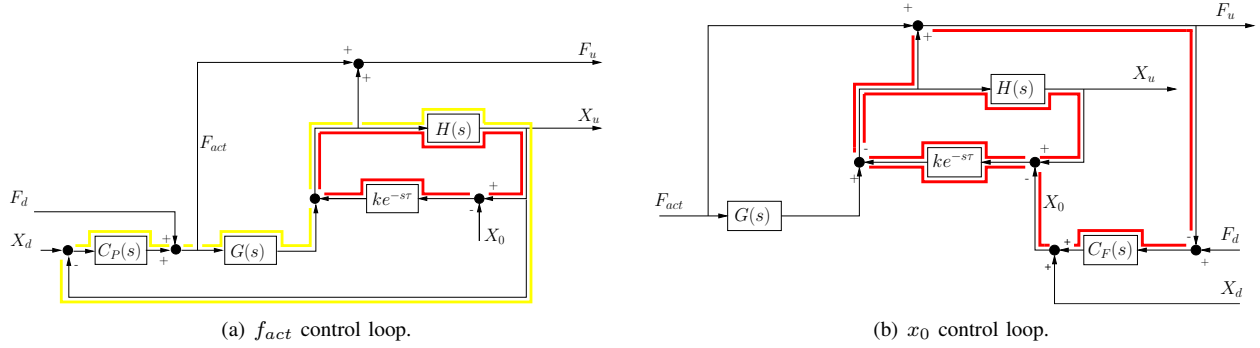 +
+
F_u
H(s)
X_u
F_act
ke^{-sτ}
+
-
-
X_0
F_d
X_d
C_P(s)
+
+
-
G(s)
(a) f_act control loop.
+
+
F_u
H(s)
X_u
-
+
ke^{-sτ}
+
-
F_act
G(s)
X_0
+
+
C_F(s)
-
+
F_d
X_d
(b) x_0 control loop.